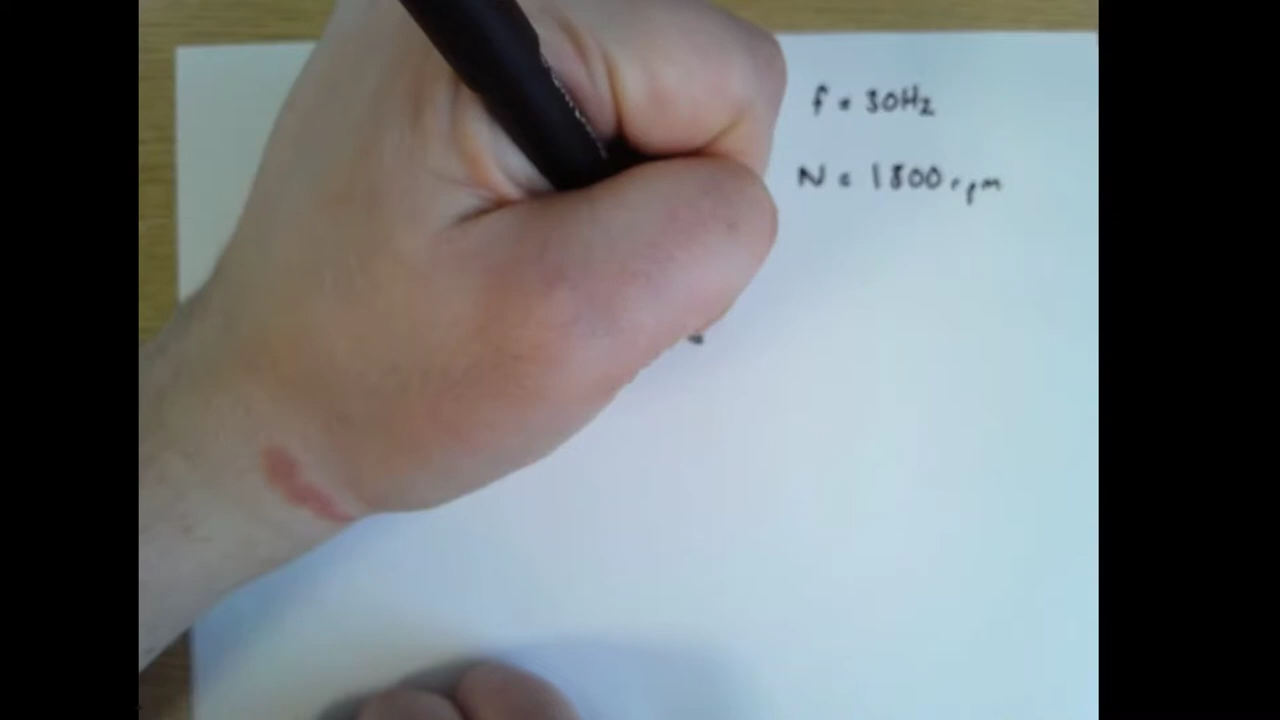 f = 30Hz
N = 1800rpm